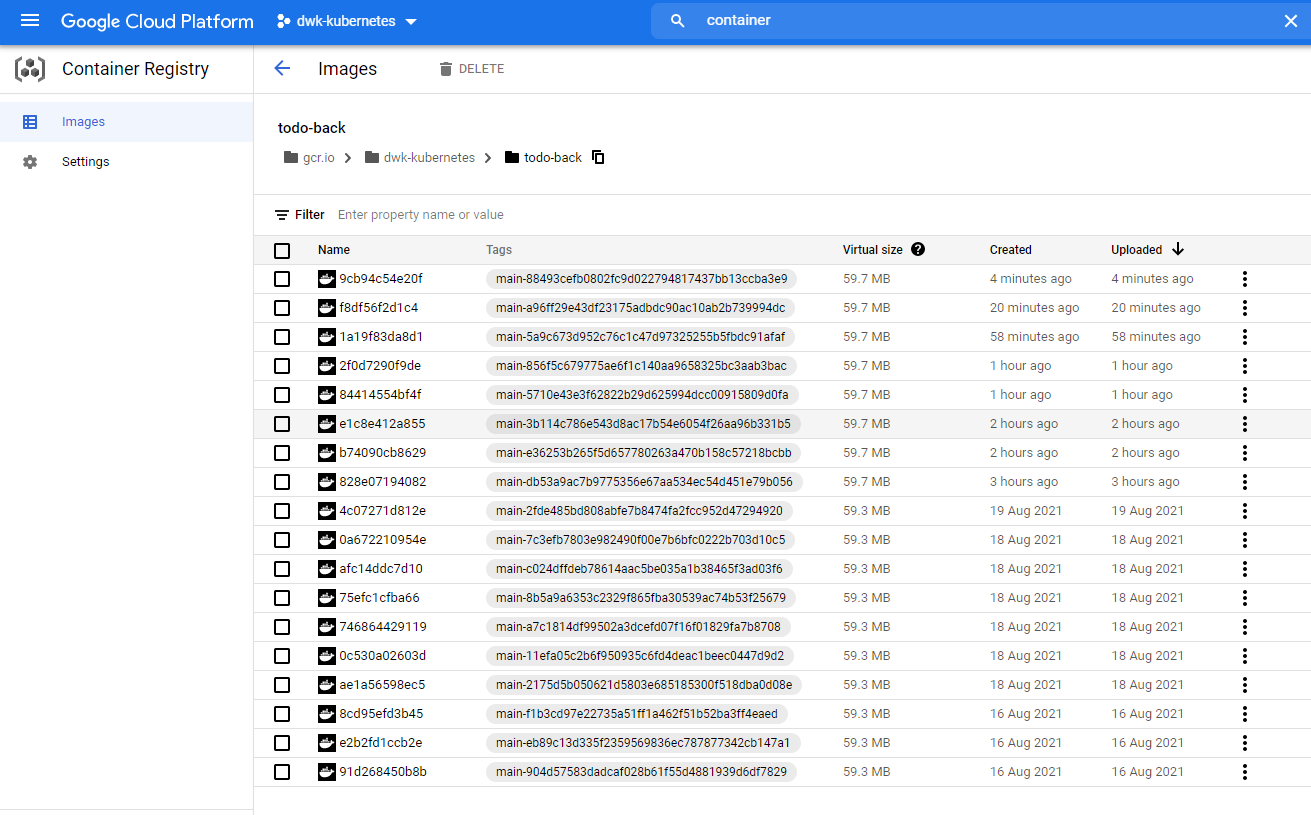 Google Cloud Platform dwk-kubernetes container
Container Registry Images DELETE
Images
Settings
todo-back
gcr.io dwk-kubernetes todo-back
Filter Enter property name or value
Name Tags Virtual size ? Created Uploaded
9cb94c54e20f main-88493cefb0802fc9d022794817437bb13ccba3e9 59.7 MB 4 minutes ago 4 minutes ago
f8df56f2d1c4 main-a96ff29e43df23175adbdc90ac10ab2b739994dc 59.7 MB 20 minutes ago 20 minutes ago
1a19f83da8d1 main-5a9c673d952c76c1c47d97325255b5fbdc91afaf 59.7 MB 58 minutes ago 58 minutes ago
2f0d7290f9de main-856f5c679775ae6f1c140aa9658325bc3aab3bac 59.7 MB 1 hour ago 1 hour ago
84414554bf4f main-5710e43e3f62822b29d625994dcc00915809d0fa 59.7 MB 1 hour ago 1 hour ago
e1c8e412a855 main-3b114c786e543d8ac17b54e6054f26aa96b331b5 59.7 MB 2 hours ago 2 hours ago
b74090cb8629 main-e36253b265f5d657780263a470b158c57218bcbb 59.7 MB 2 hours ago 2 hours ago
828e07194082 main-db53a9ac7b9775356e67aa534ec54d451e79b056 59.7 MB 3 hours ago 3 hours ago
4c07271d812e main-2fde485bd808abfe7b8474fa2fcc952d47294920 59.3 MB 19 Aug 2021 19 Aug 2021
0a672210954e main-7c3efb7803e982490f00e7b6bfc0222b703d10c5 59.3 MB 18 Aug 2021 18 Aug 2021
afc14ddc7d10 main-c024dffdeb78614aac5be035a1b38465f3ad03f6 59.3 MB 18 Aug 2021 18 Aug 2021
75efc1cfba66 main-8b5a9a6353c2329f865fba30539ac74b53f25679 59.3 MB 18 Aug 2021 18 Aug 2021
746864429119 main-a7c1814df99502a3dcefd07f16f01829fa7b8708 59.3 MB 18 Aug 2021 18 Aug 2021
0c530a02603d main-11efa05c2b6f950935c6fd4deac1beec0447d9d2 59.3 MB 18 Aug 2021 18 Aug 2021
ae1a56598ec5 main-2175d5b050621d5803e685185300f518dba0d08e 59.3 MB 18 Aug 2021 18 Aug 2021
8cd95efd3b45 main-f1b3cd97e22735a51ff1a462f51b52ba3ff4eaed 59.3 MB 16 Aug 2021 16 Aug 2021
e2b2fd1ccb2e main-eb89c13d335f2359569836ec787877342cb147a1 59.3 MB 16 Aug 2021 16 Aug 2021
91d268450b8b main-904d57583dadcaf028b61f55d4881939d6df7829 59.3 MB 16 Aug 2021 16 Aug 2021